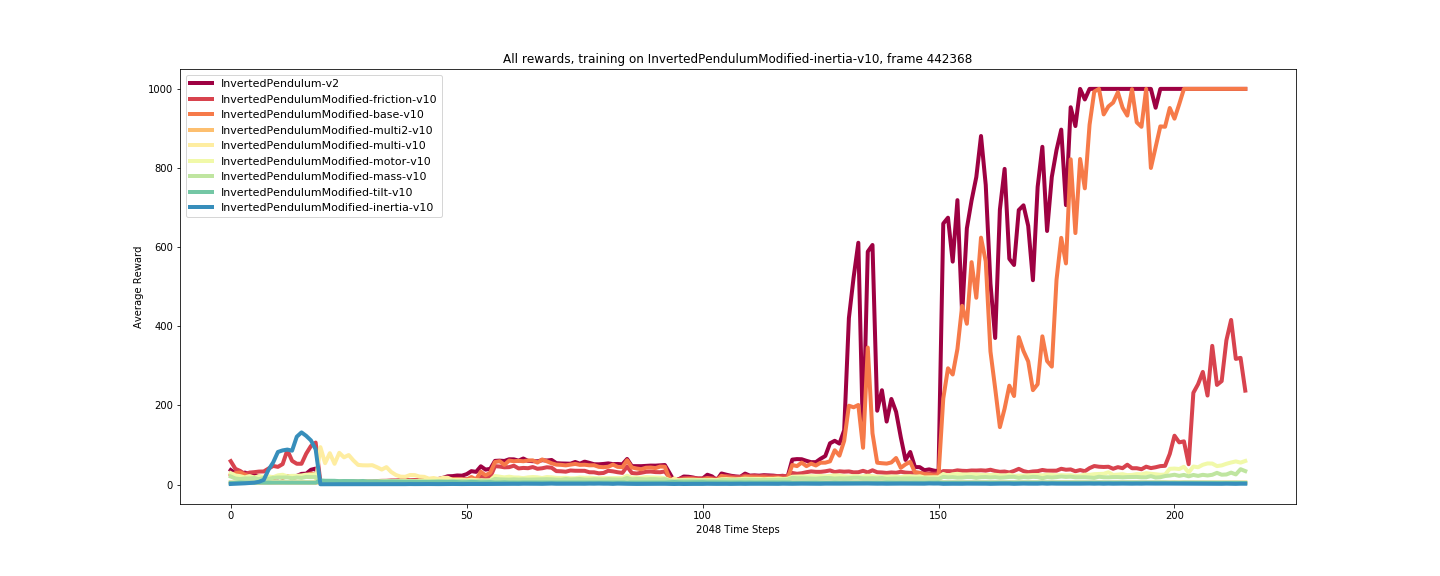 All rewards, training on InvertedPendulumModified-inertia-v10, frame 442368
InvertedPendulum-v2
InvertedPendulumModified-friction-v10
InvertedPendulumModified-base-v10
InvertedPendulumModified-multi2-v10
InvertedPendulumModified-multi-v10
InvertedPendulumModified-motor-v10
InvertedPendulumModified-mass-v10
InvertedPendulumModified-tilt-v10
InvertedPendulumModified-inertia-v10
Average Reward
1000
800
600
400
200
0
0 50 100 150 200
2048 Time Steps